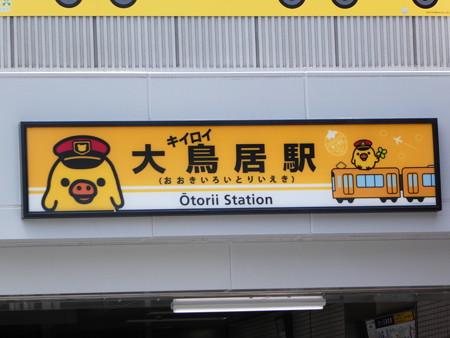 キイロイ
大鳥居駅
(おおきいろいとりいえき)
Ōtorii Station